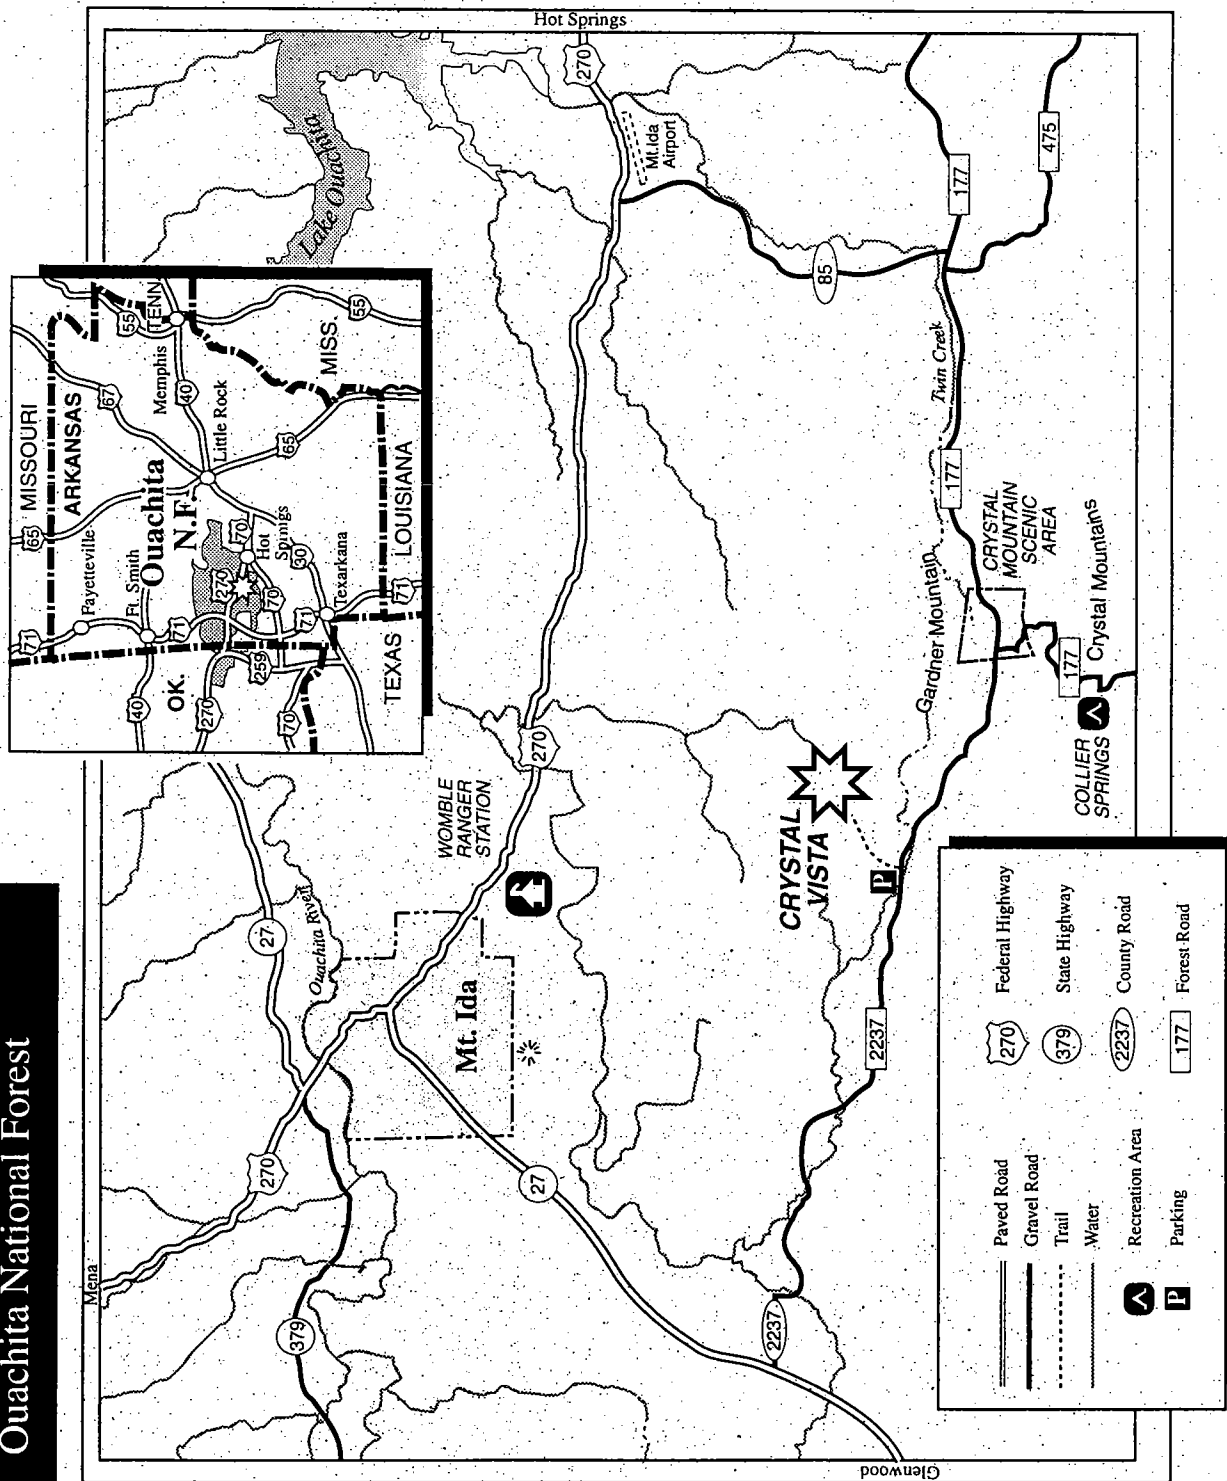 Ouachita National Forest
MISSOURI
ARKANSAS
TENN.
MISS.
LOUISIANA
TEXAS
OK.
Ouachita
N.F.
Fayetteville
Ft. Smith
Memphis
Little Rock
Hot
Springs
Texarkana
71
65
67
55
40
40
71
270
70
270
259
70
70
30
65
55
71
71
Mena
Hot Springs
Glenwood
Lake Ouachita
Ouachita River
27
270
379
Mt. Ida
27
WOMBLE
RANGER
STATION
270
270
Mt. Ida
Airport
85
177
475
Twin Creek
177
CRYSTAL
MOUNTAIN
SCENIC
AREA
Gardner Mountain
177
Crystal Mountains
COLLIER
SPRINGS
CRYSTAL
VISTA
P
2237
2237
Paved Road
Gravel Road
Trail
Water
Recreation Area
P Parking
270 Federal Highway
379 State Highway
2237 County Road
177 Forest Road